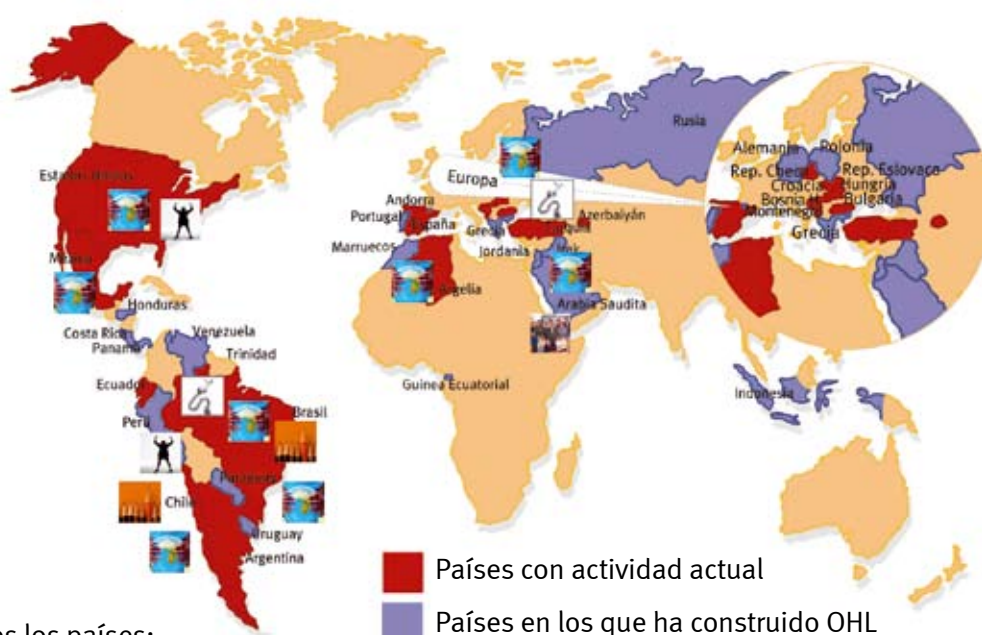 Rusia
Alemania
Polonia
Rep. Checa
Rep. Eslovaca
Croacia
Hungría
Bosnia H.
Bulgaria
Montenegro
Grecia
Europa
Estados Unidos
Andorra
Portugal
España
Grecia
Azerbaiyán
Marruecos
Jordania
Argelia
Arabia Saudita
México
Honduras
Costa Rica
Panamá
Venezuela
Trinidad
Ecuador
Guinea Ecuatorial
Indonesia
Perú
Brasil
Paraguay
Chile
Uruguay
Argentina
Países con actividad actual
Países en los que ha construido OHL
los países: